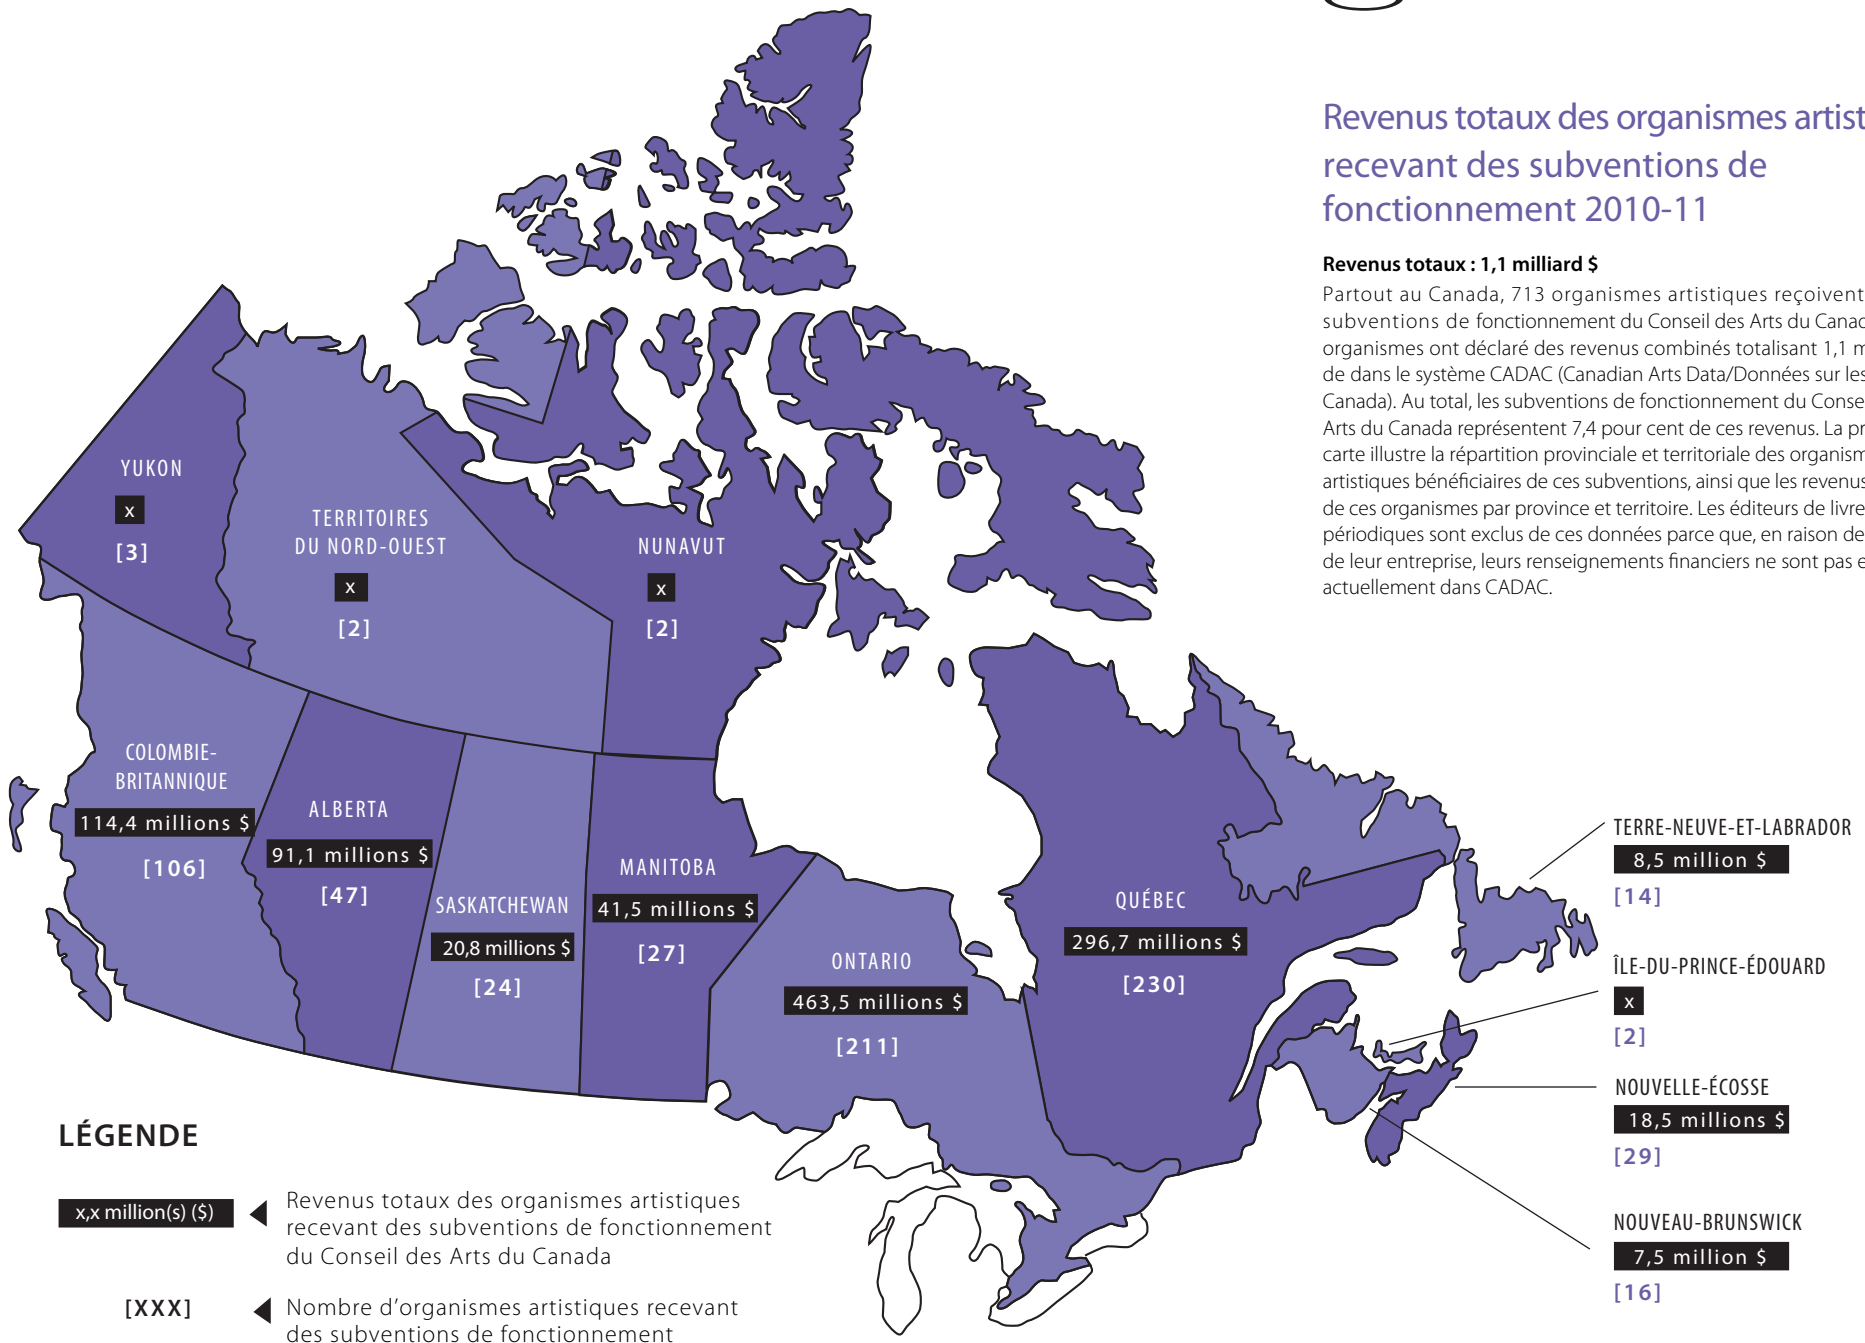 Revenus totaux des organismes
recevant des subventions de
fonctionnement 2010-11
Revenus totaux : 1,1 milliard $
Partout au Canada, 713 organismes artistiques reçoivent
subventions de fonctionnement du Conseil des Arts du
organismes ont déclaré des revenus combinés totalisant 1,1
de dans le système CADAC (Canadian Arts Data/Données sur les
Canada). Au total, les subventions de fonctionnement du
Arts du Canada représentent 7,4 pour cent de ces revenus. La
carte illustre la répartition provinciale et territoriale des
artistiques bénéficiaires de ces subventions, ainsi que les revenus
de ces organismes par province et territoire. Les éditeurs de
périodiques sont exclus de ces données parce que, en raison de
de leur entreprise, leurs renseignements financiers ne sont pas
actuellement dans CADAC.
YUKON
x
[3]
TERRITOIRES
DU NORD-OUEST
x
[2]
NUNAVUT
x
[2]
COLOMBIE-
BRITANNIQUE
114,4 millions $
[106]
ALBERTA
91,1 millions $
[47]
SASKATCHEWAN
20,8 millions $
[24]
MANITOBA
41,5 millions $
[27]
ONTARIO
463,5 millions $
[211]
QUÉBEC
296,7 millions $
[230]
TERRE-NEUVE-ET-LABRADOR
8,5 million $
[14]
ÎLE-DU-PRINCE-ÉDOUARD
x
[2]
NOUVELLE-ÉCOSSE
18,5 millions $
[29]
NOUVEAU-BRUNSWICK
7,5 million $
[16]
LÉGENDE
x,x million(s) ($)
Revenus totaux des organismes artistiques
recevant des subventions de fonctionnement
du Conseil des Arts du Canada
[XXX]
Nombre d'organismes artistiques recevant
des subventions de fonctionnement